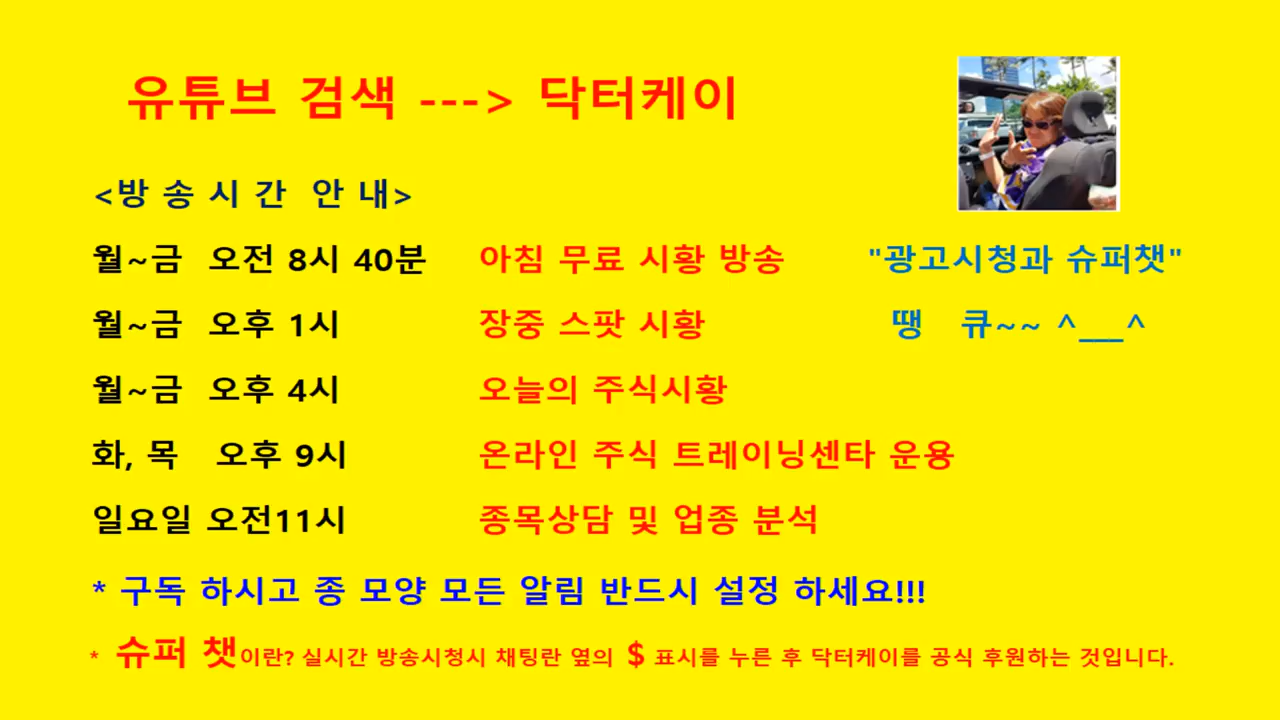 유튜브 검색 ---> 닥터케이
<방 송 시 간 안 내>
월~금 오전 8시 40분 아침 무료 시황 방송 "광고시청과 슈퍼챗"
월~금 오후 1시 장중 스팟 시황 땡 큐~~ ^___^
월~금 오후 4시 오늘의 주식시황
화, 목 오후 9시 온라인 주식 트레이닝센타 운용
일요일 오전11시 종목상담 및 업종 분석
* 구독 하시고 종 모양 모든 알림 반드시 설정 하세요!!!
* 슈퍼 챗이란? 실시간 방송시청시 채팅란 옆의 $ 표시를 누른 후 닥터케이를 공식 후원하는 것입니다.